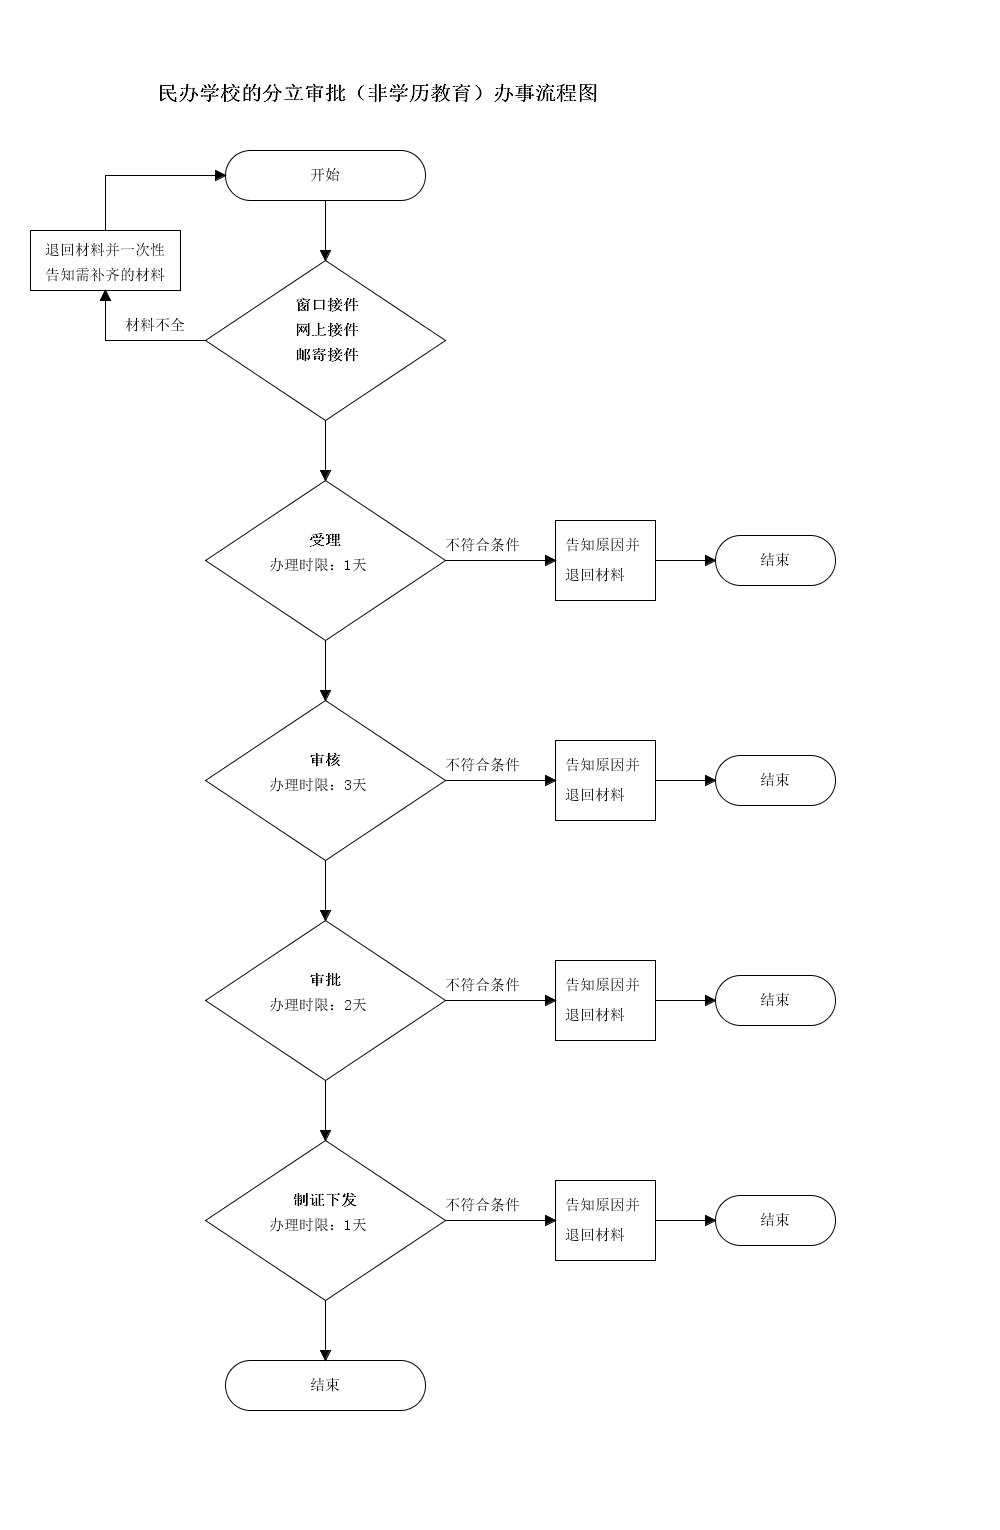 民办学校的分立审批（非学历教育）办事流程图
开始
退回材料并一次性
告知需补齐的材料
材料不全
窗口接件
网上接件
邮寄接件
受理
办理时限：1天
不符合条件
告知原因并
退回材料
结束
审核
办理时限：3天
不符合条件
告知原因并
退回材料
结束
审批
办理时限：2天
不符合条件
告知原因并
退回材料
结束
制证下发
办理时限：1天
不符合条件
告知原因并
退回材料
结束
结束